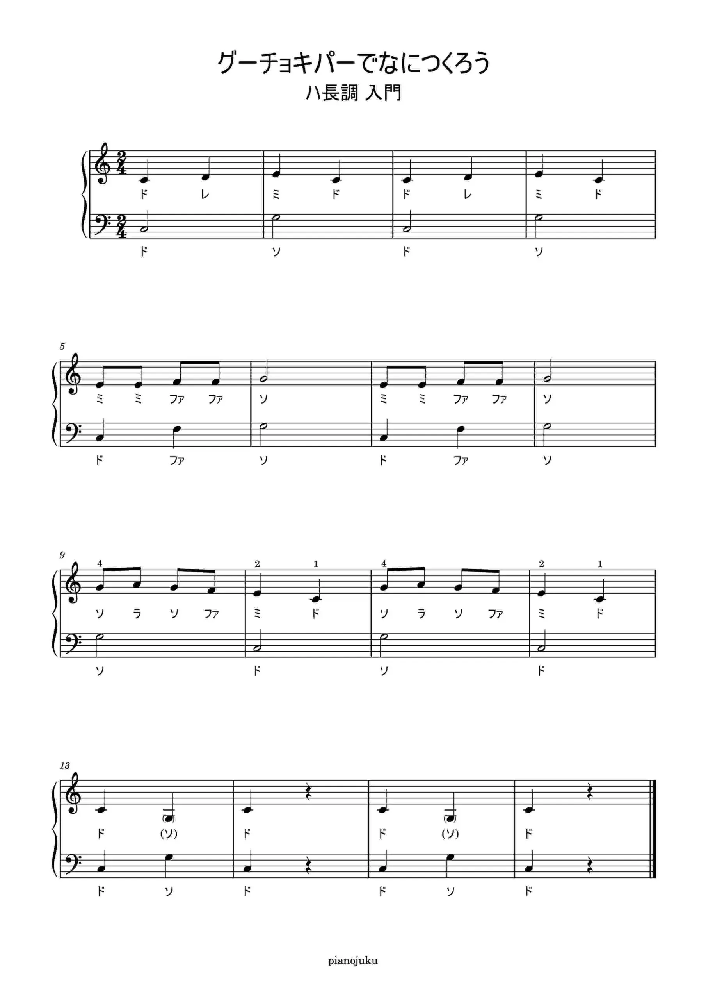 グーチョキパーでなにつくろう
ハ長調 入門
2 4
ド レ ミ ド ド レ ミ ド
2 4
ド ソ ド ソ
5
ミ ミ ファ ファ ソ ミ ミ ファ ファ ソ
ド ファ ソ ド ファ ソ
9
4 2 1 4 2 1
ソ ラ ソ ファ ミ ド ソ ラ ソ ファ ミ ド
ソ ド ソ ド
13
ド (ソ) ド ド (ソ) ド
ド ソ ド ド ソ ド
pianojuku